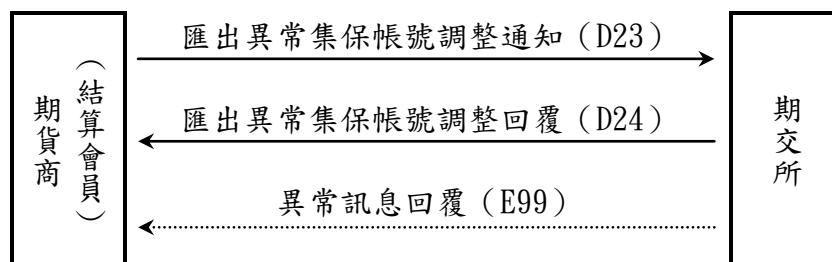 期貨商
（結算會員）
匯出異常集保帳號調整通知（D23）
匯出異常集保帳號調整回覆（D24）
異常訊息回覆（E99）
期交所